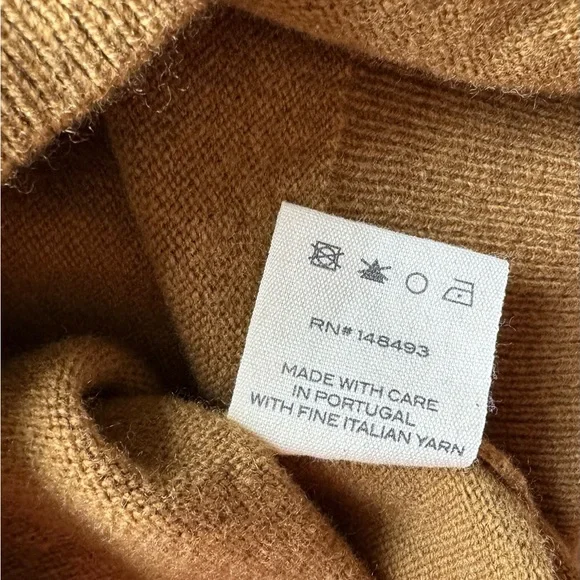 RN# 148493
MADE WITH CARE
IN PORTUGAL
WITH FINE ITALIAN YARN